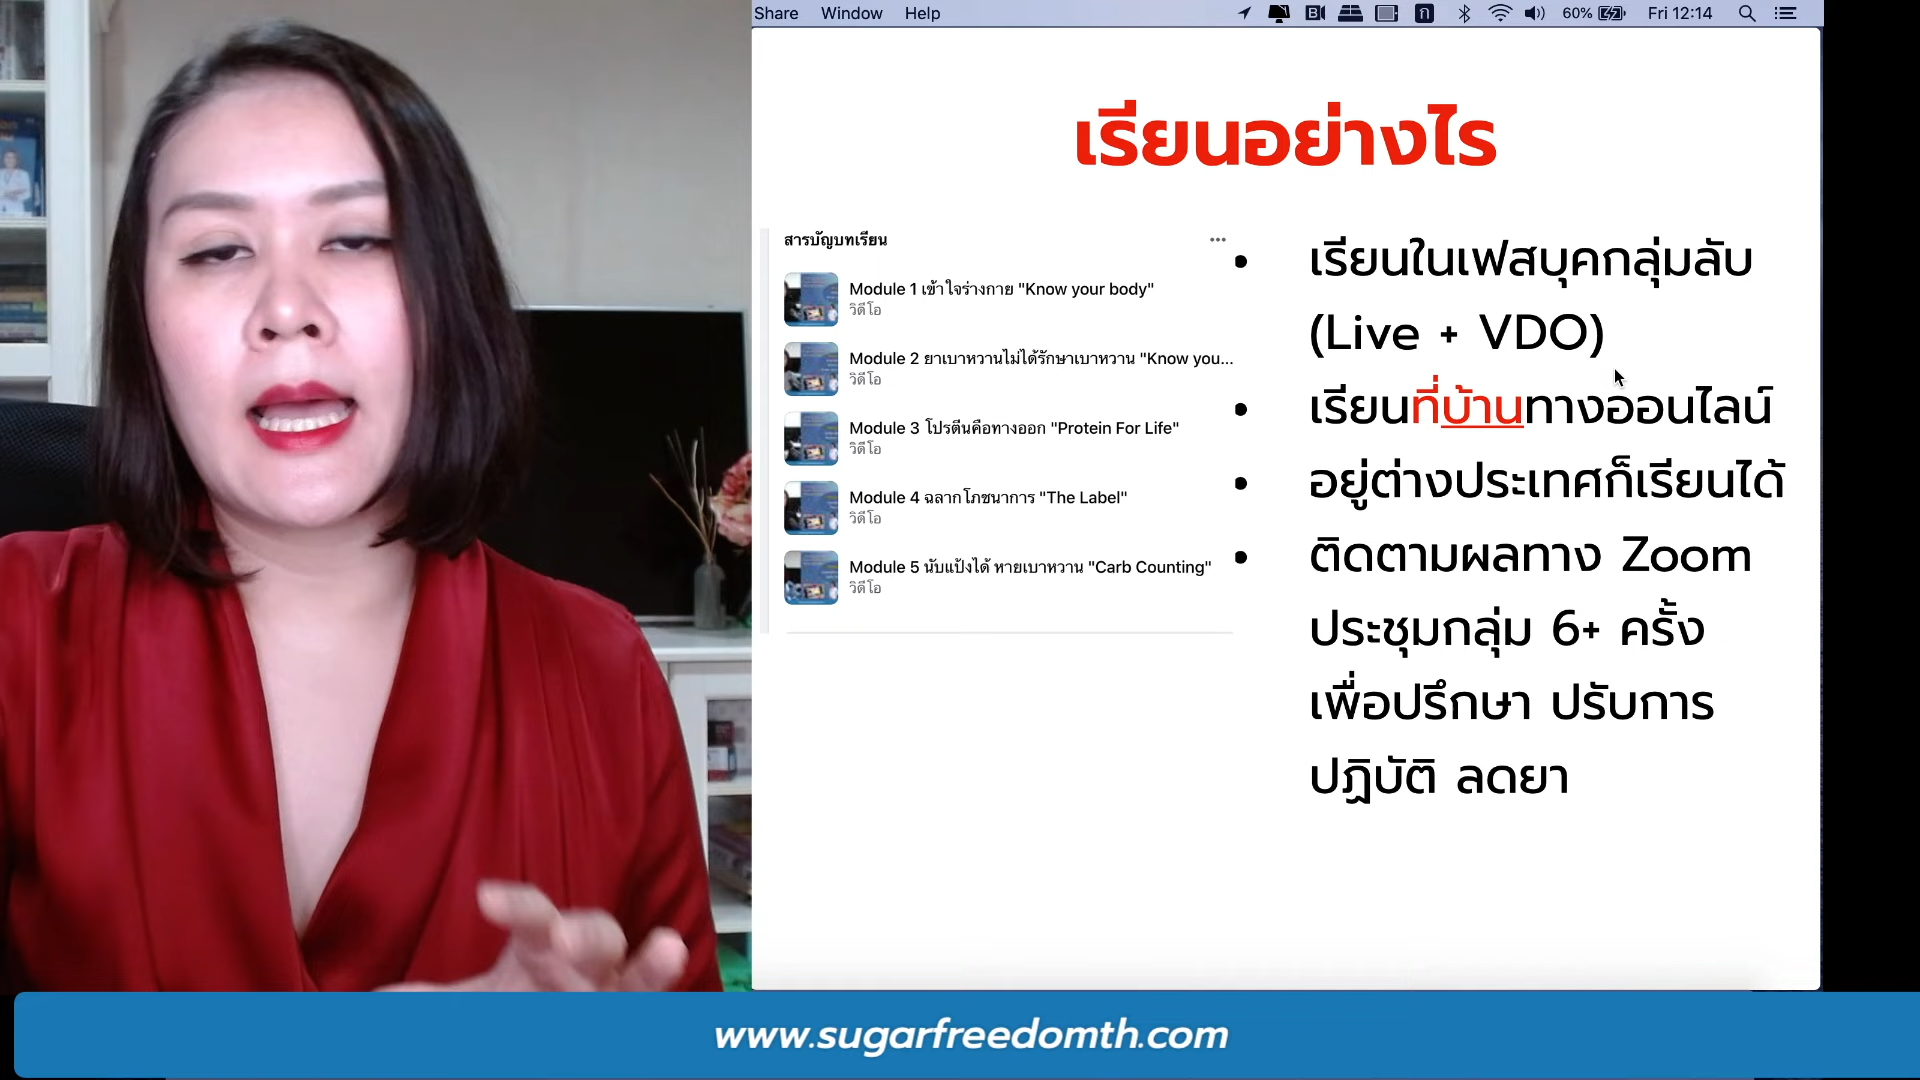 Share Window Help
60% Fri 12:14
เรียนอย่างไร
สารบัญบทเรียน
Module 1 เข้าใจร่างกาย "Know your body"
วิดีโอ
Module 2 ยาเบาหวานไม่ได้รักษาเบาหวาน "Know you...
วิดีโอ
Module 3 โปรตีนคือทางออก "Protein For Life"
วิดีโอ
Module 4 ฉลากโภชนาการ "The Label"
วิดีโอ
Module 5 นับแป้งได้ หายเบาหวาน "Carb Counting"
วิดีโอ
• เรียนในเฟสบุคกลุ่มลับ
(Live + VDO)
• เรียนที่บ้านทางออนไลน์
• อยู่ต่างประเทศก็เรียนได้
• ติดตามผลทาง Zoom
ประชุมกลุ่ม 6+ ครั้ง
เพื่อปรึกษา ปรับการ
ปฏิบัติ ลดยา
www.sugarfreedomth.com